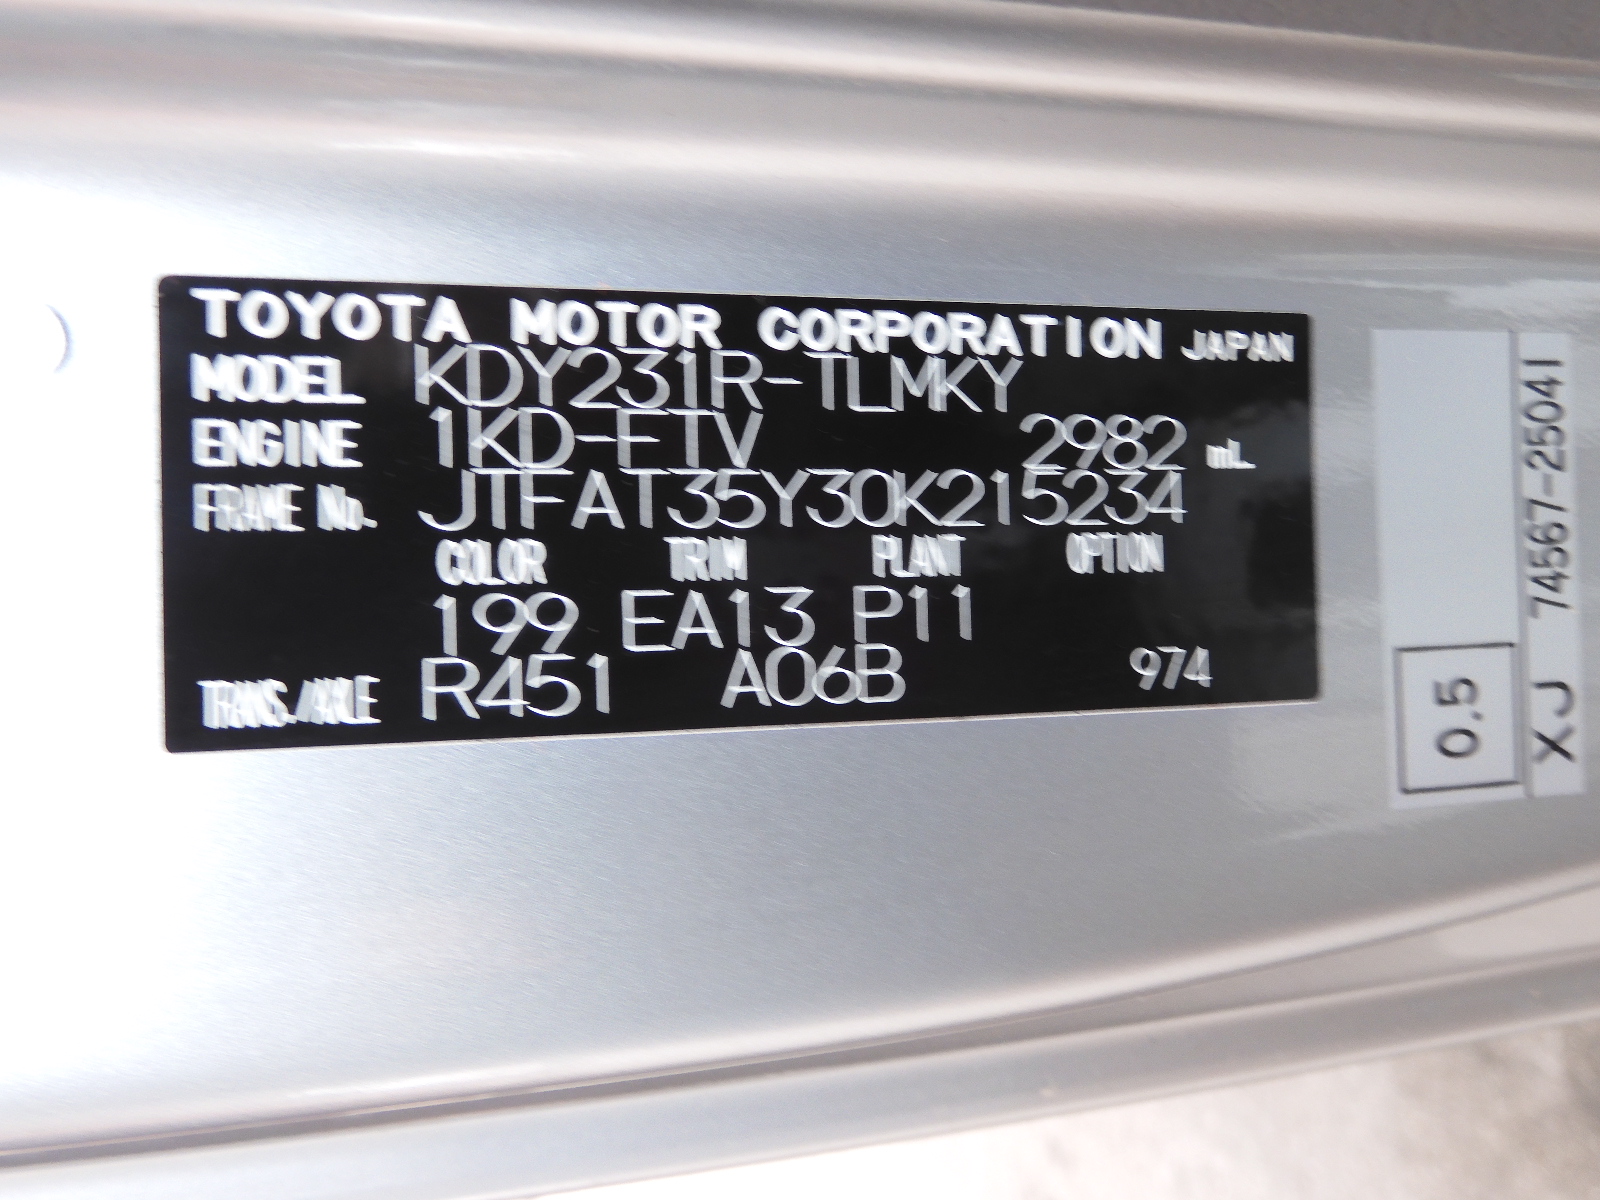 TOYOTA MOTOR CORPORATION JAPAN
MODEL KDY231R-TLMKY
ENGINE 1KD-FTV 2982 mL
FRAME No. JTFAT35Y30K215234
COLOR TRIM PLANT OPTION
199 EA13 P11
TRANS./AXLE R451 A06B 974
0.5
XJ 74567-25041